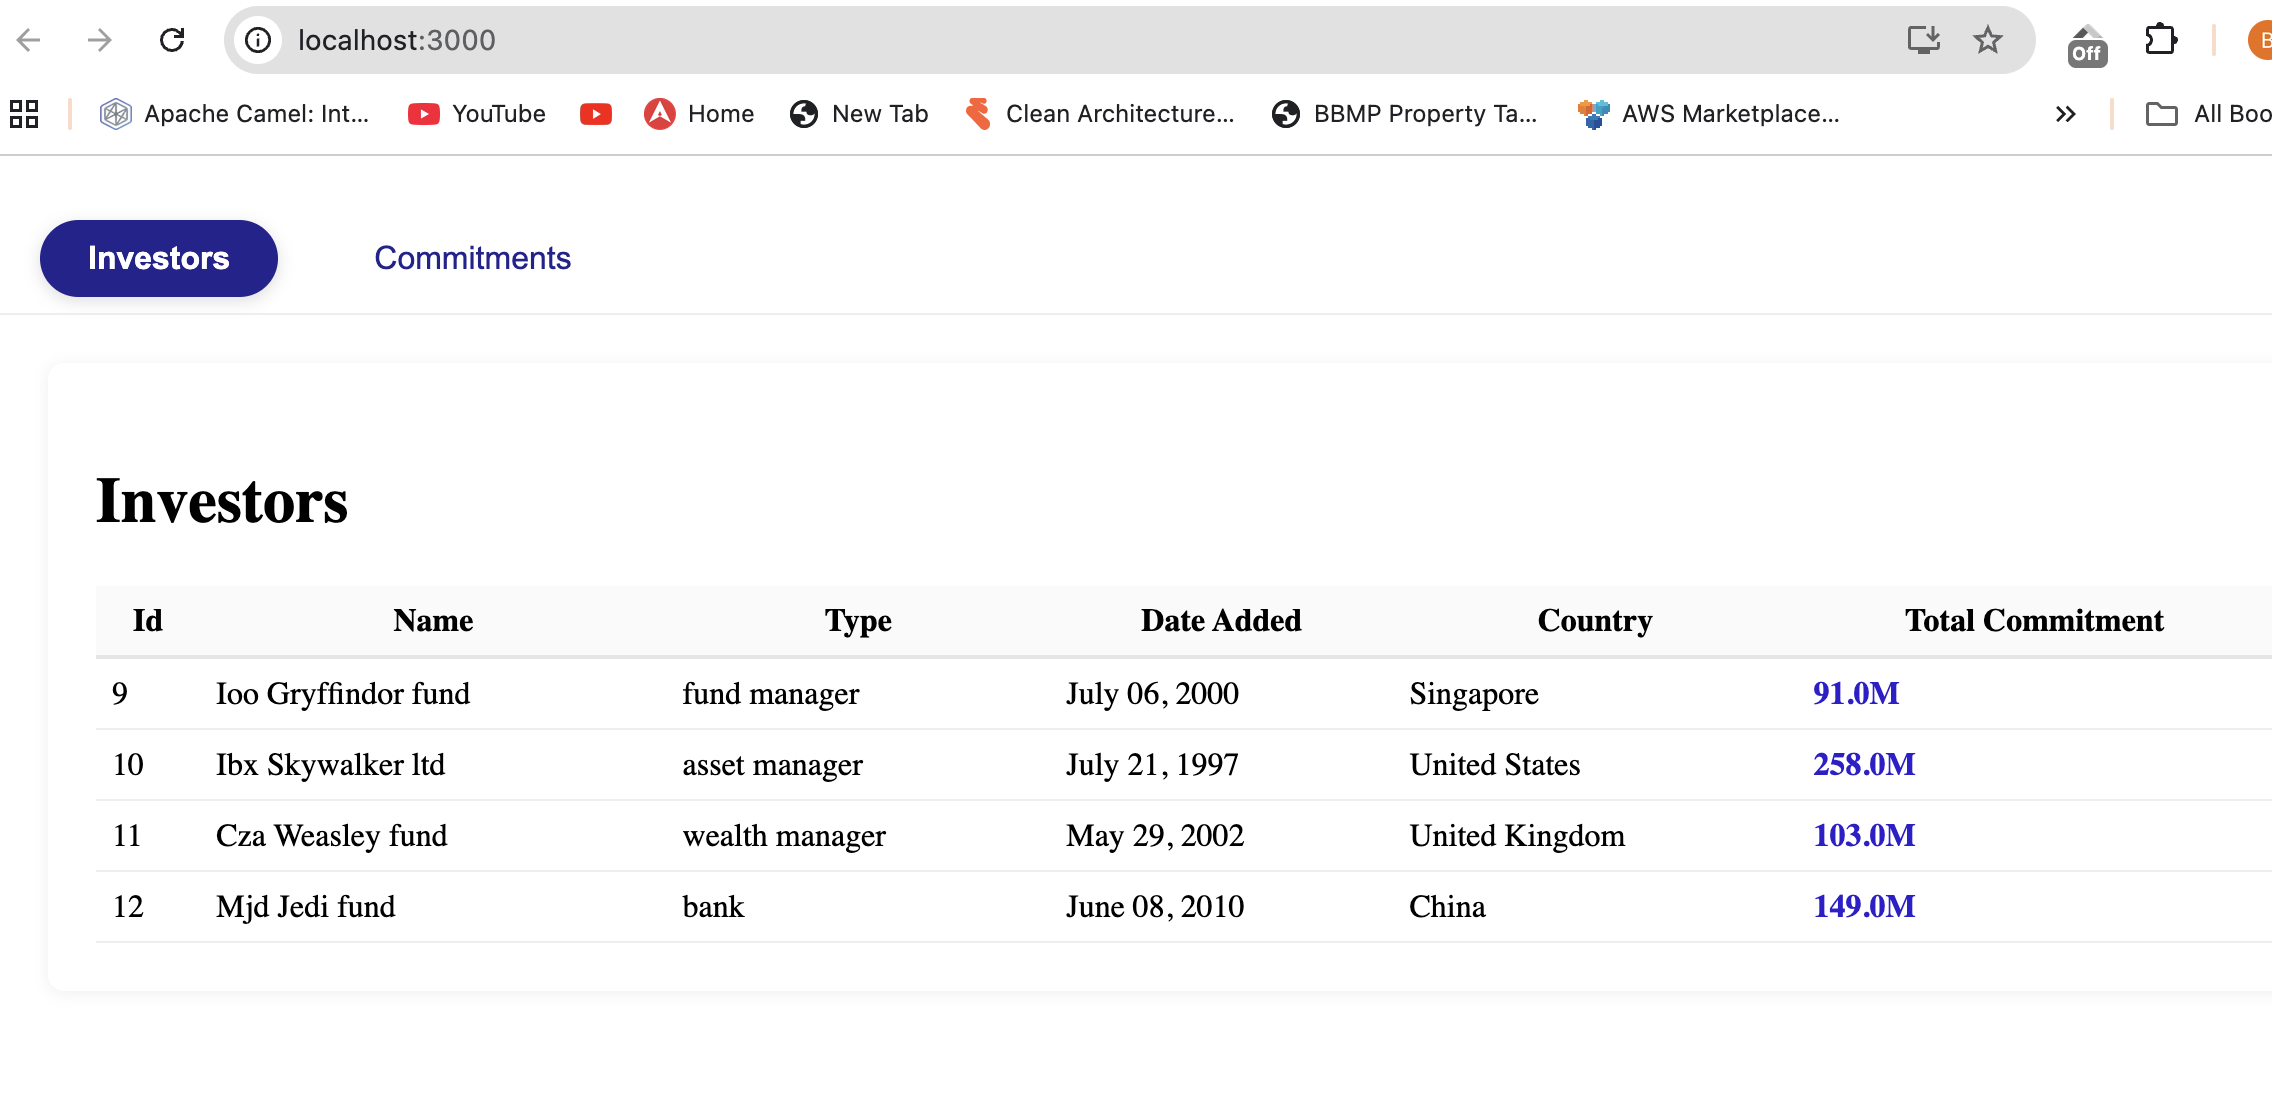 localhost:3000
Off
B
Apache Camel: Int... YouTube Home New Tab Clean Architecture... BBMP Property Ta... AWS Marketplace... All Boo
Investors Commitments
Investors
Id Name Type Date Added Country Total Commitment
9 Ioo Gryffindor fund fund manager July 06, 2000 Singapore 91.0M
10 Ibx Skywalker ltd asset manager July 21, 1997 United States 258.0M
11 Cza Weasley fund wealth manager May 29, 2002 United Kingdom 103.0M
12 Mjd Jedi fund bank June 08, 2010 China 149.0M